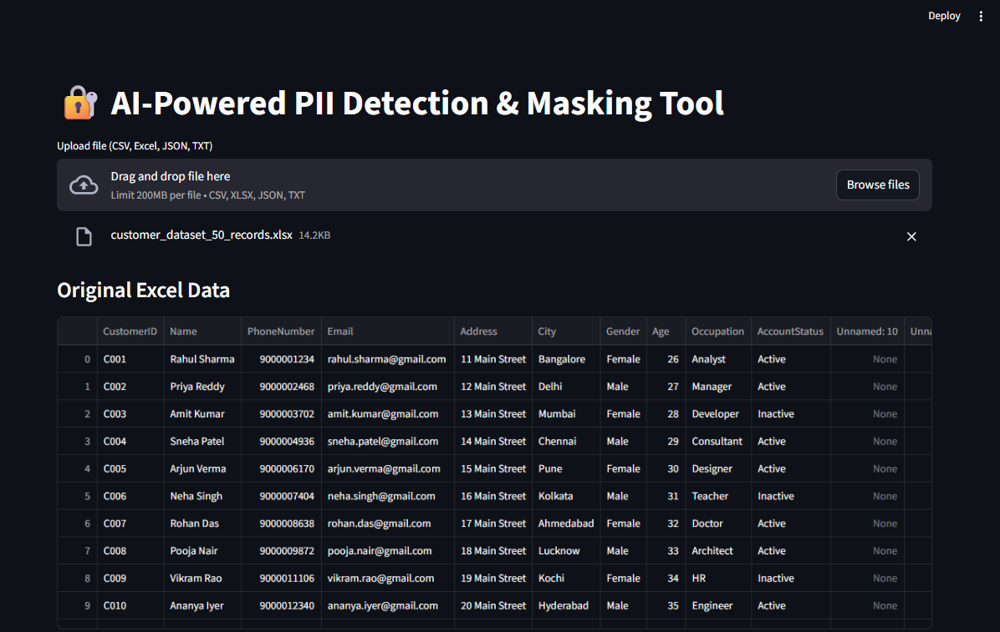 Deploy
AI-Powered PII Detection & Masking Tool
Upload file (CSV, Excel, JSON, TXT)
Drag and drop file here
Limit 200MB per file • CSV, XLSX, JSON, TXT
Browse files
customer_dataset_50_records.xlsx 14.2KB
Original Excel Data
CustomerID Name PhoneNumber Email Address City Gender Age Occupation AccountStatus Unnamed: 10 Unna
0 C001 Rahul Sharma 9000001234 rahul.sharma@gmail.com 11 Main Street Bangalore Female 26 Analyst Active None
1 C002 Priya Reddy 9000002468 priya.reddy@gmail.com 12 Main Street Delhi Male 27 Manager Active None
2 C003 Amit Kumar 9000003702 amit.kumar@gmail.com 13 Main Street Mumbai Female 28 Developer Inactive None
3 C004 Sneha Patel 9000004936 sneha.patel@gmail.com 14 Main Street Chennai Male 29 Consultant Active None
4 C005 Arjun Verma 9000006170 arjun.verma@gmail.com 15 Main Street Pune Female 30 Designer Active None
5 C006 Neha Singh 9000007404 neha.singh@gmail.com 16 Main Street Kolkata Male 31 Teacher Inactive None
6 C007 Rohan Das 9000008638 rohan.das@gmail.com 17 Main Street Ahmedabad Female 32 Doctor Active None
7 C008 Pooja Nair 9000009872 pooja.nair@gmail.com 18 Main Street Lucknow Male 33 Architect Active None
8 C009 Vikram Rao 9000011106 vikram.rao@gmail.com 19 Main Street Kochi Female 34 HR Inactive None
9 C010 Ananya Iyer 9000012340 ananya.iyer@gmail.com 20 Main Street Hyderabad Male 35 Engineer Active None